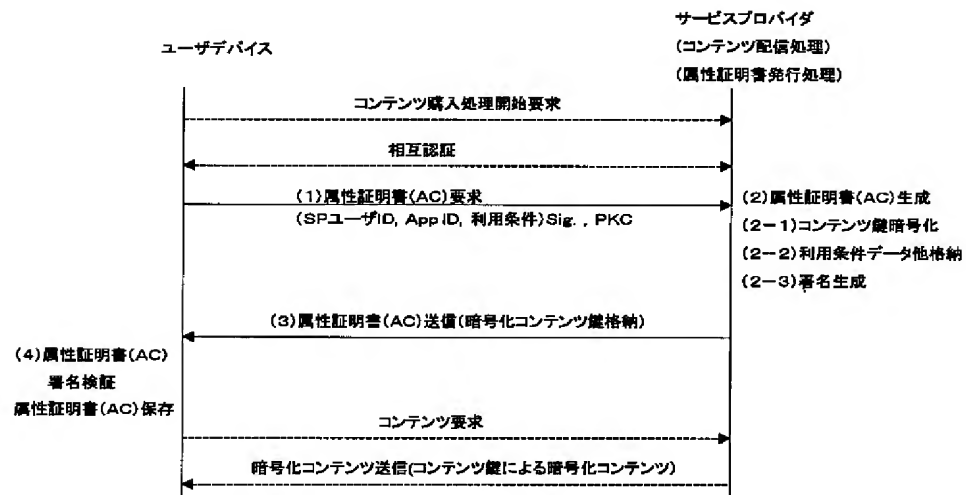 サービスプロバイダ
ユーザデバイス
(コンテンツ配信処理)
(属性証明書発行処理)
コンテンツ購入処理開始要求
相互認証
(1)属性証明書(AC)要求
(SPユーザID, App ID, 利用条件)Sig. , PKC
(2)属性証明書(AC)生成
(2-1)コンテンツ鍵暗号化
(2-2)利用条件データ他格納
(2-3)署名生成
(3)属性証明書(AC)送信(暗号化コンテンツ鍵格納)
(4)属性証明書(AC)
署名検証
属性証明書(AC)保存
コンテンツ要求
暗号化コンテンツ送信(コンテンツ鍵による暗号化コンテンツ)